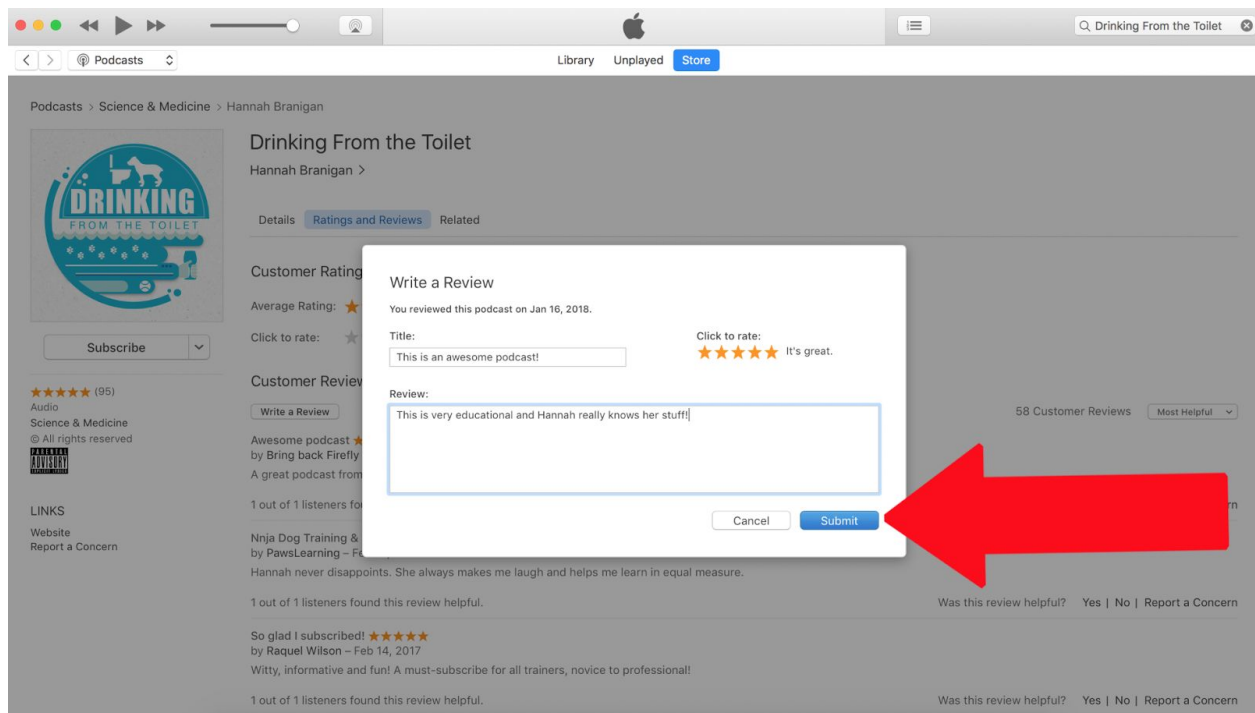 Drinking From the Toilet
Podcasts
Library Unplayed Store
Podcasts > Science & Medicine > Hannah Branigan
DRINKING
FROM THE TOILET
Drinking From the Toilet
Hannah Branigan >
Details Ratings and Reviews Related
Customer Rating
Average Rating:
Click to rate:
Subscribe
★★★★★ (95)
Audio
Science & Medicine
© All rights reserved
PARENTAL
ADVISORY
LINKS
Website
Report a Concern
Write a Review
You reviewed this podcast on Jan 16, 2018.
Title:
This is an awesome podcast!
Click to rate:
★★★★★ It's great.
Review:
This is very educational and Hannah really knows her stuff!
Cancel Submit
Customer Review
Write a Review
58 Customer Reviews Most Helpful
Awesome podcast
by Bring back Firefly
A great podcast from
1 out of 1 listeners
Nnja Dog Training &
by PawsLearning –
Hannah never disappoints. She always makes me laugh and helps me learn in equal measure.
1 out of 1 listeners found this review helpful. Was this review helpful? Yes | No | Report a Concern
So glad I subscribed! ★★★★★
by Raquel Wilson – Feb 14, 2017
Witty, informative and fun! A must-subscribe for all trainers, novice to professional!
1 out of 1 listeners found this review helpful. Was this review helpful? Yes | No | Report a Concern